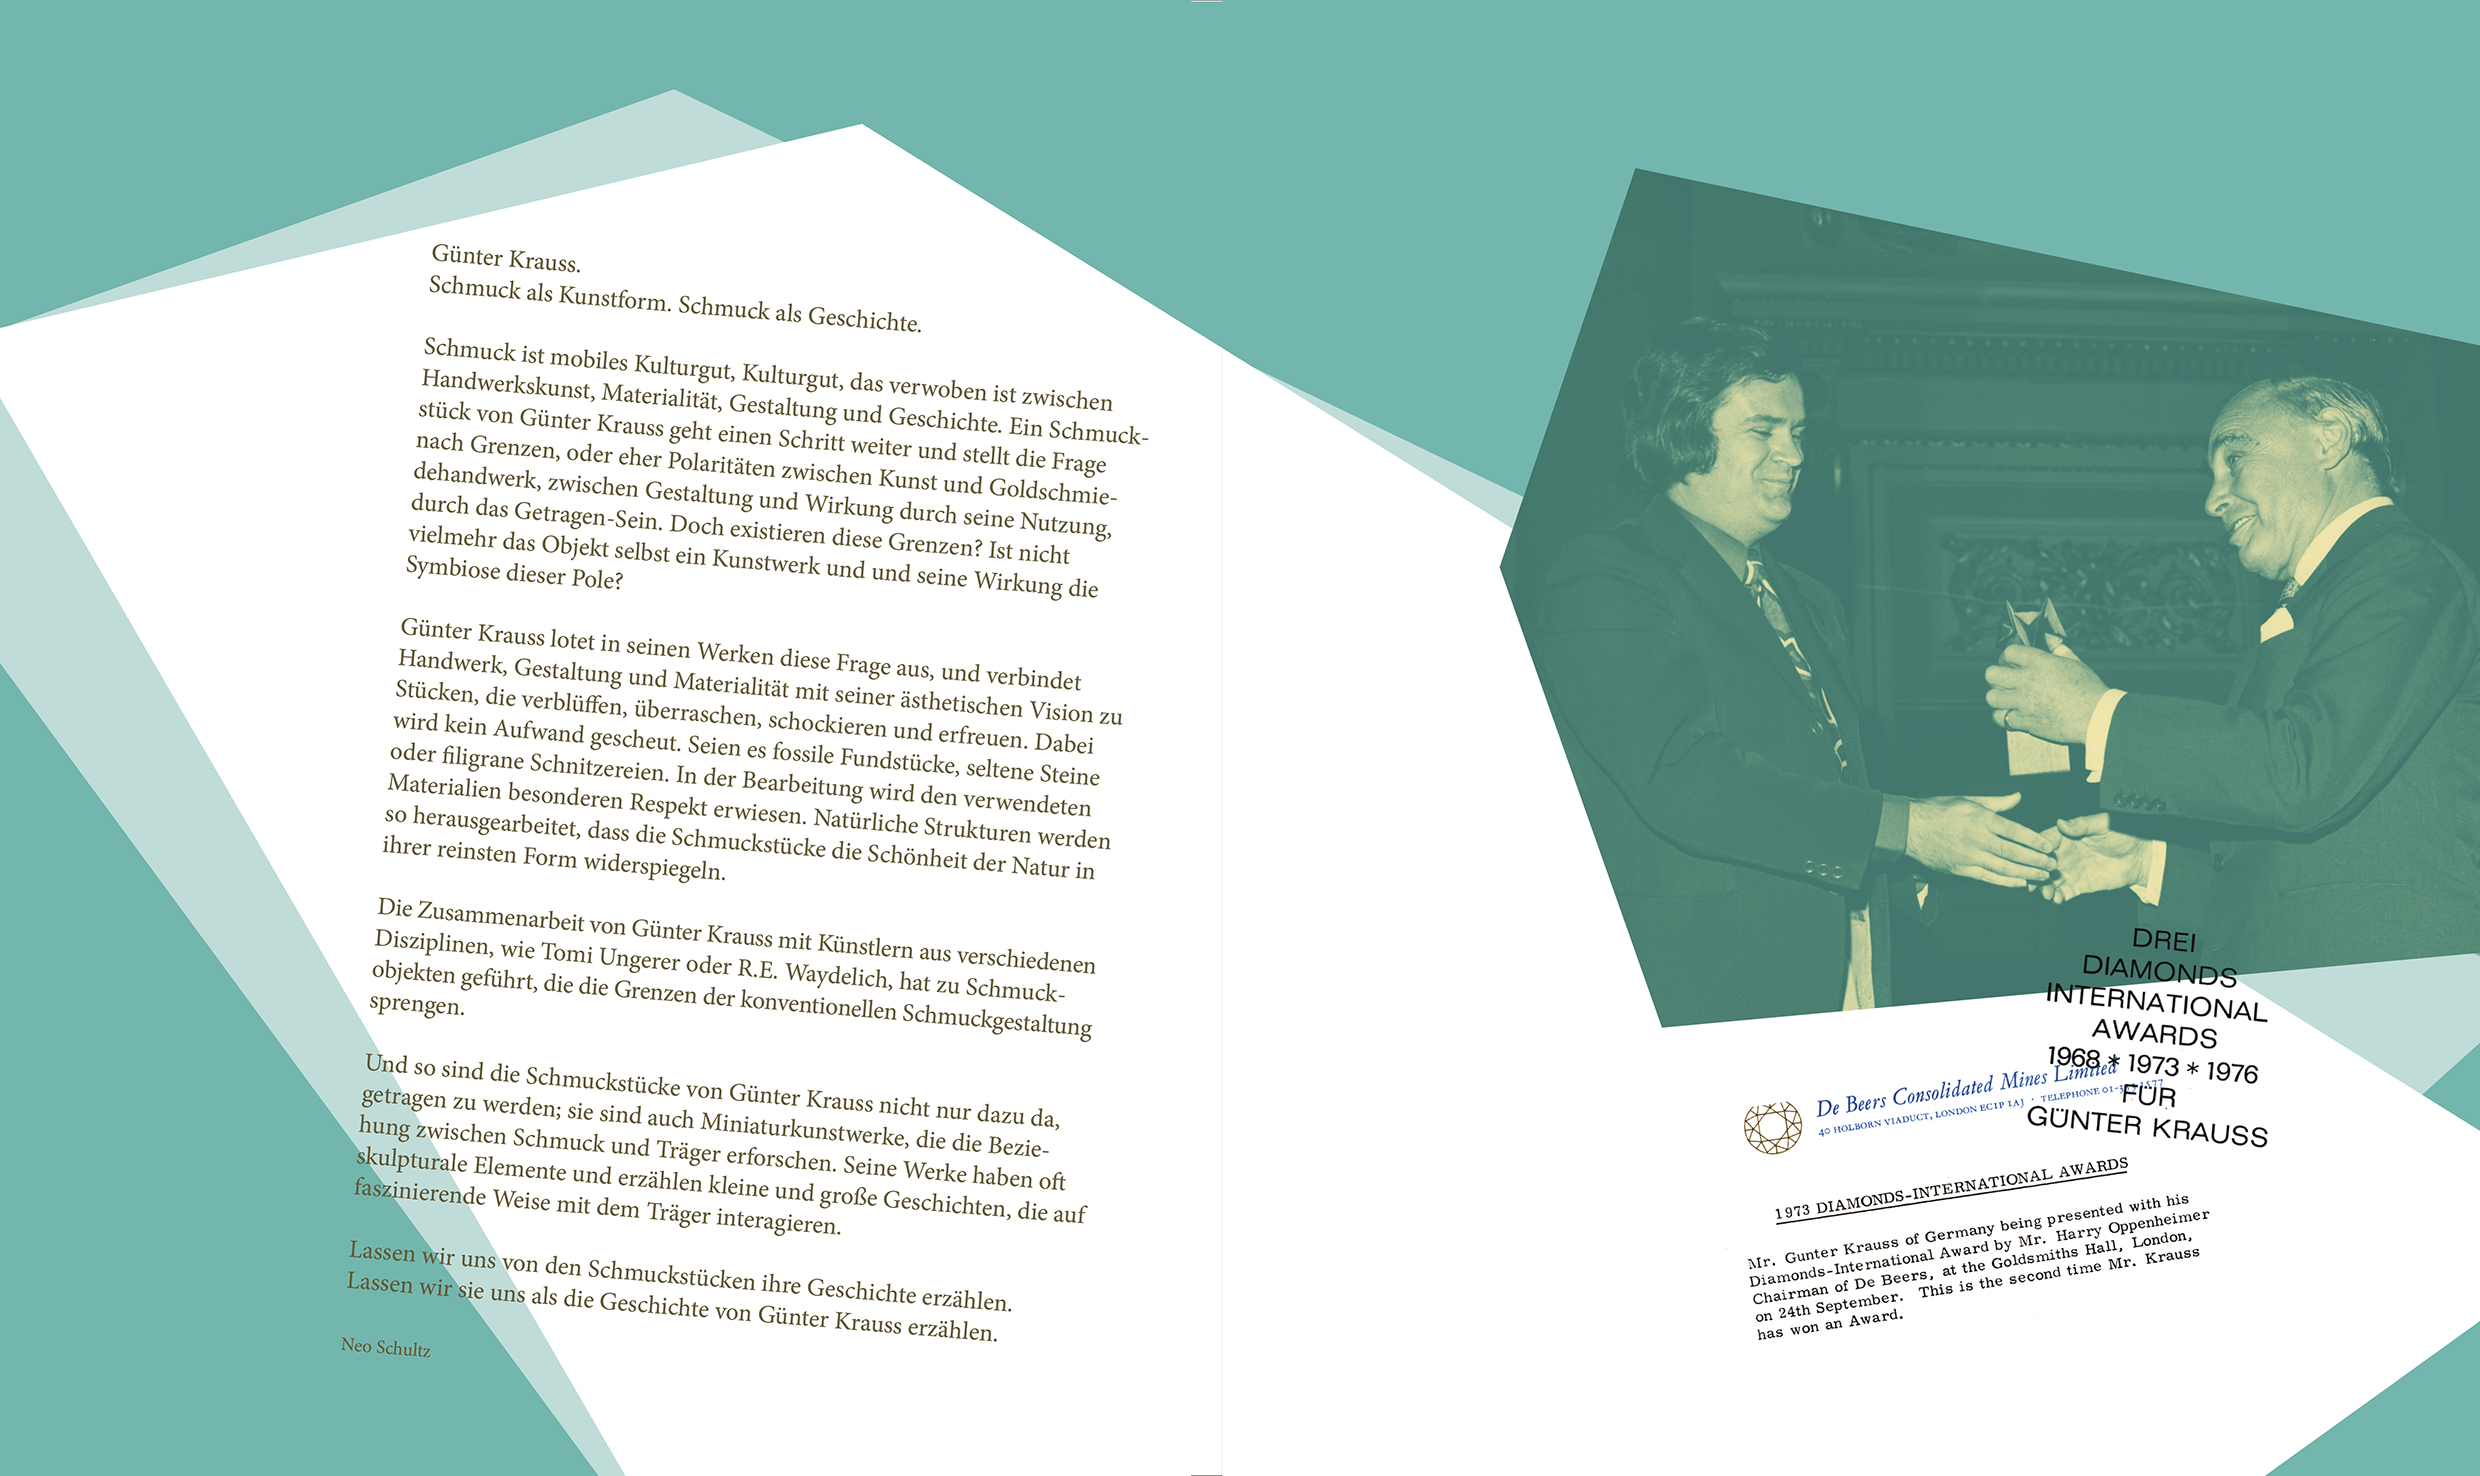 Günter Krauss.
Schmuck als Kunstform. Schmuck als Geschichte.
Schmuck ist mobiles Kulturgut, Kulturgut, das verwoben ist zwischen
Handwerkskunst, Materialität, Gestaltung und Geschichte. Ein Schmuck-
stück von Günter Krauss geht einen Schritt weiter und stellt die Frage
nach Grenzen, oder eher Polaritäten zwischen Kunst und Goldschmie-
dehandwerk, zwischen Gestaltung und Wirkung durch seine Nutzung,
durch das Getragen-Sein. Doch existieren diese Grenzen? Ist nicht
vielmehr das Objekt selbst ein Kunstwerk und und seine Wirkung die
Symbiose dieser Pole?
Günter Krauss lotet in seinen Werken diese Frage aus, und verbindet
Handwerk, Gestaltung und Materialität mit seiner ästhetischen Vision zu
Stücken, die verblüffen, überraschen, schockieren und erfreuen. Dabei
wird kein Aufwand gescheut. Seien es fossile Fundstücke, seltene Steine
oder filigrane Schnitzereien. In der Bearbeitung wird den verwendeten
Materialien besonderen Respekt erwiesen. Natürliche Strukturen werden
so herausgearbeitet, dass die Schmuckstücke die Schönheit der Natur in
ihrer reinsten Form widerspiegeln.
Die Zusammenarbeit von Günter Krauss mit Künstlern aus verschiedenen
Disziplinen, wie Tomi Ungerer oder R.E. Waydelich, hat zu Schmuck-
objekten geführt, die die Grenzen der konventionellen Schmuckgestaltung
sprengen.
Und so sind die Schmuckstücke von Günter Krauss nicht nur dazu da,
getragen zu werden; sie sind auch Miniaturkunstwerke, die die Bezie-
hung zwischen Schmuck und Träger erforschen. Seine Werke haben oft
skulpturale Elemente und erzählen kleine und große Geschichten, die auf
faszinierende Weise mit dem Träger interagieren.
Lassen wir uns von den Schmuckstücken ihre Geschichte erzählen.
Lassen wir sie uns als die Geschichte von Günter Krauss erzählen.
Neo Schultz
DREI
DIAMONDS
INTERNATIONAL
AWARDS
1968 * 1973 * 1976
FÜR
GÜNTER KRAUSS
De Beers Consolidated Mines Limited
40 HOLBORN VIADUCT, LONDON EC1P 1AJ · TELEPHONE
1973 DIAMONDS-INTERNATIONAL AWARDS
Mr. Gunter Krauss of Germany being presented with his
Diamonds-International Award by Mr. Harry Oppenheimer
Chairman of De Beers, at the Goldsmiths Hall, London,
on 24th September. This is the second time Mr. Krauss
has won an Award.